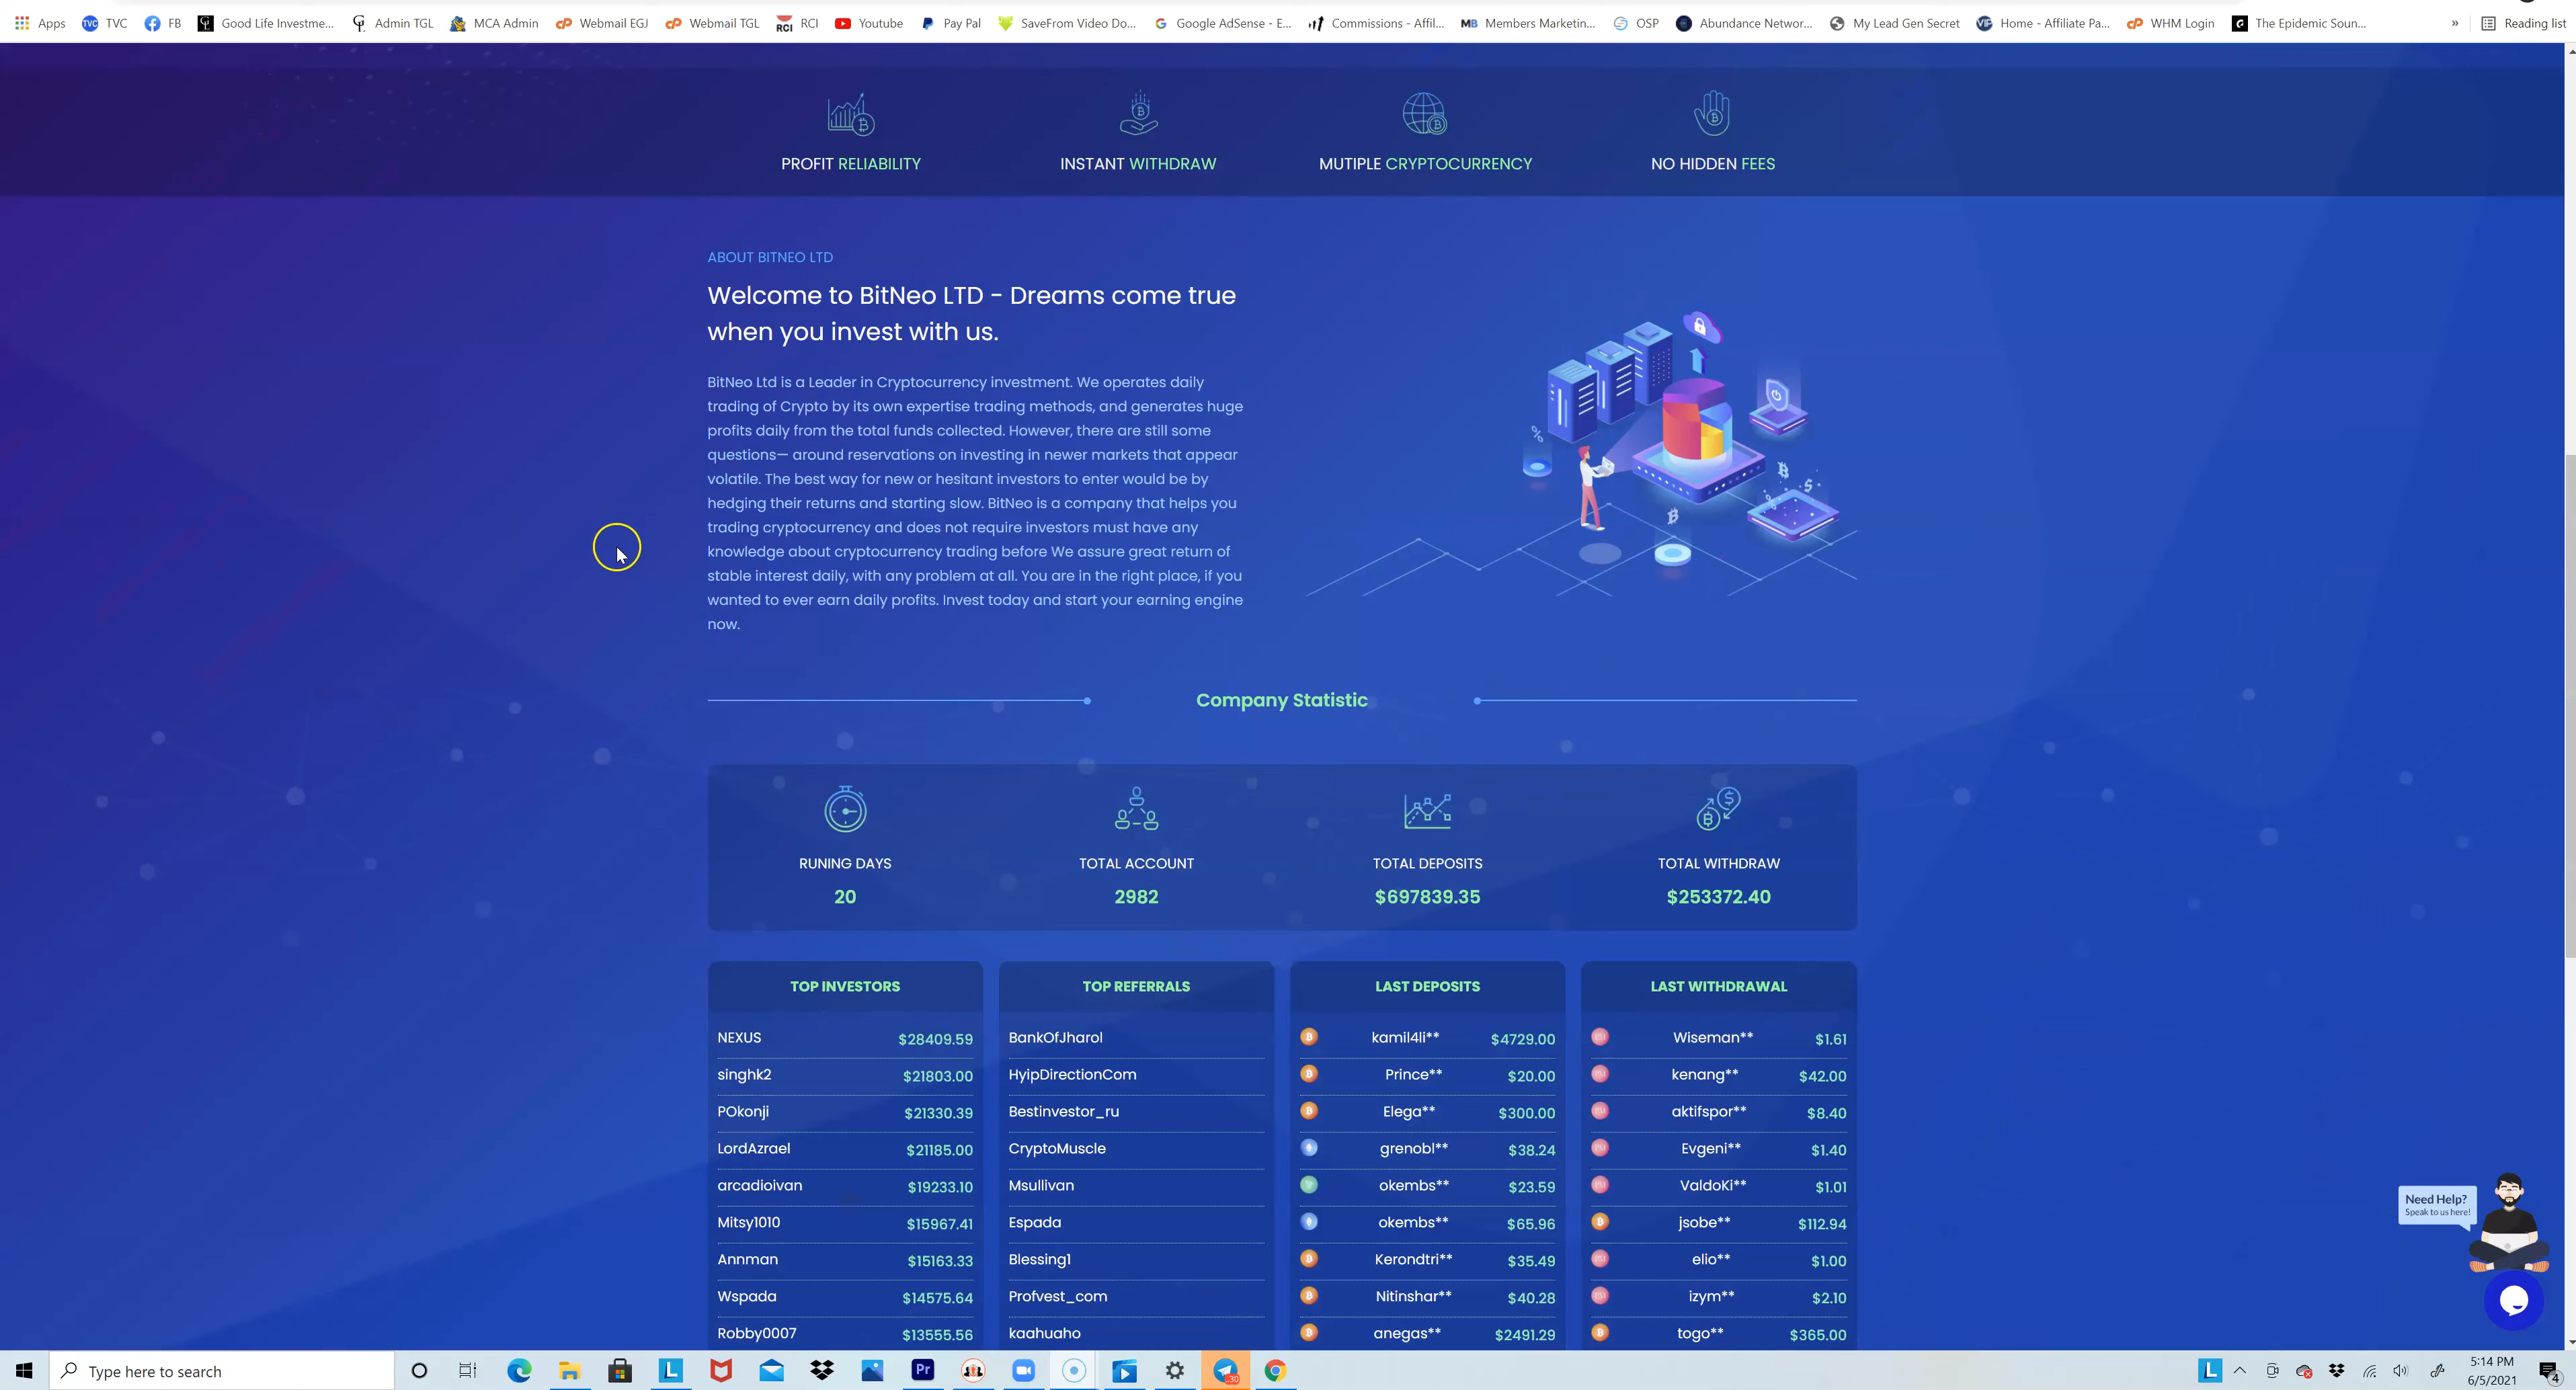 Apps TVC FB Good Life Investme... Admin TGL MCA Admin Webmail EGJ Webmail TGL RCI Youtube Pay Pal SaveFrom Video Do... Google AdSense - E... Commissions - Affil... Members Marketin... OSP Abundance Networ... My Lead Gen Secret Home - Affiliate Pa... WHM Login The Epidemic Soun... » Reading list
PROFIT RELIABILITY INSTANT WITHDRAW MUTIPLE CRYPTOCURRENCY NO HIDDEN FEES
ABOUT BITNEO LTD
Welcome to BitNeo LTD - Dreams come true
when you invest with us.
BitNeo Ltd is a Leader in Cryptocurrency investment. We operates daily
trading of Crypto by its own expertise trading methods, and generates huge
profits daily from the total funds collected. However, there are still some
questions— around reservations on investing in newer markets that appear
volatile. The best way for new or hesitant investors to enter would be by
hedging their returns and starting slow. BitNeo is a company that helps you
trading cryptocurrency and does not require investors must have any
knowledge about cryptocurrency trading before We assure great return of
stable interest daily, with any problem at all. You are in the right place, if you
wanted to ever earn daily profits. Invest today and start your earning engine
now.
Company Statistic
RUNING DAYS TOTAL ACCOUNT TOTAL DEPOSITS TOTAL WITHDRAW
20 2982 $697839.35 $253372.40
TOP INVESTORS TOP REFERRALS LAST DEPOSITS LAST WITHDRAWAL
NEXUS $28409.59 BankOfJharol kamil4li** $4729.00 Wiseman** $1.61
singhk2 $21803.00 HyipDirectionCom Prince** $20.00 kenang** $42.00
POkonji $21330.39 Bestinvestor_ru Elega** $300.00 aktifspor** $8.40
LordAzrael $21185.00 CryptoMuscle grenobl** $38.24 Evgeni** $1.40
arcadioivan $19233.10 Msullivan okembs** $23.59 ValdoKi** $1.01
Mitsy1010 $15967.41 Espada okembs** $65.96 jsobe** $112.94
Annman $15163.33 Blessing1 Kerondtri** $35.49 elio** $1.00
Wspada $14575.64 Profvest_com Nitinshar** $40.28 izym** $2.10
Robby0007 $13555.56 kaahuaho anegas** $2491.29 togo** $365.00
Need Help?
Speak to us here!
Type here to search
5:14 PM
6/5/2021